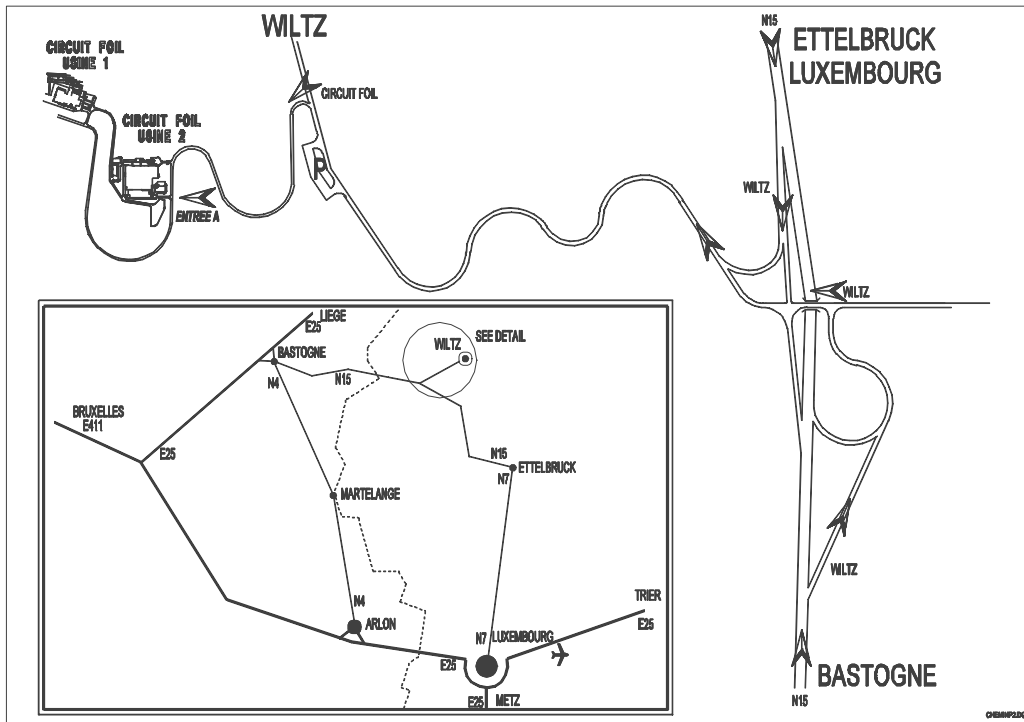 WILTZ
N15
ETTELBRUCK
LUXEMBOURG
CIRCUIT FOIL
USINE 1
CIRCUIT FOIL
CIRCUIT FOIL
USINE 2
P
WILTZ
ENTREE A
WILTZ
LIEGE
E25
SEE DETAIL
WILTZ
BASTOGNE
N4
N15
BRUXELLES
E411
E25
N15
ETTELBRUCK
N7
MARTELANGE
WILTZ
N4
TRIER
ARLON
E25
N7
LUXEMBOURG
E25
BASTOGNE
E25
METZ
N15